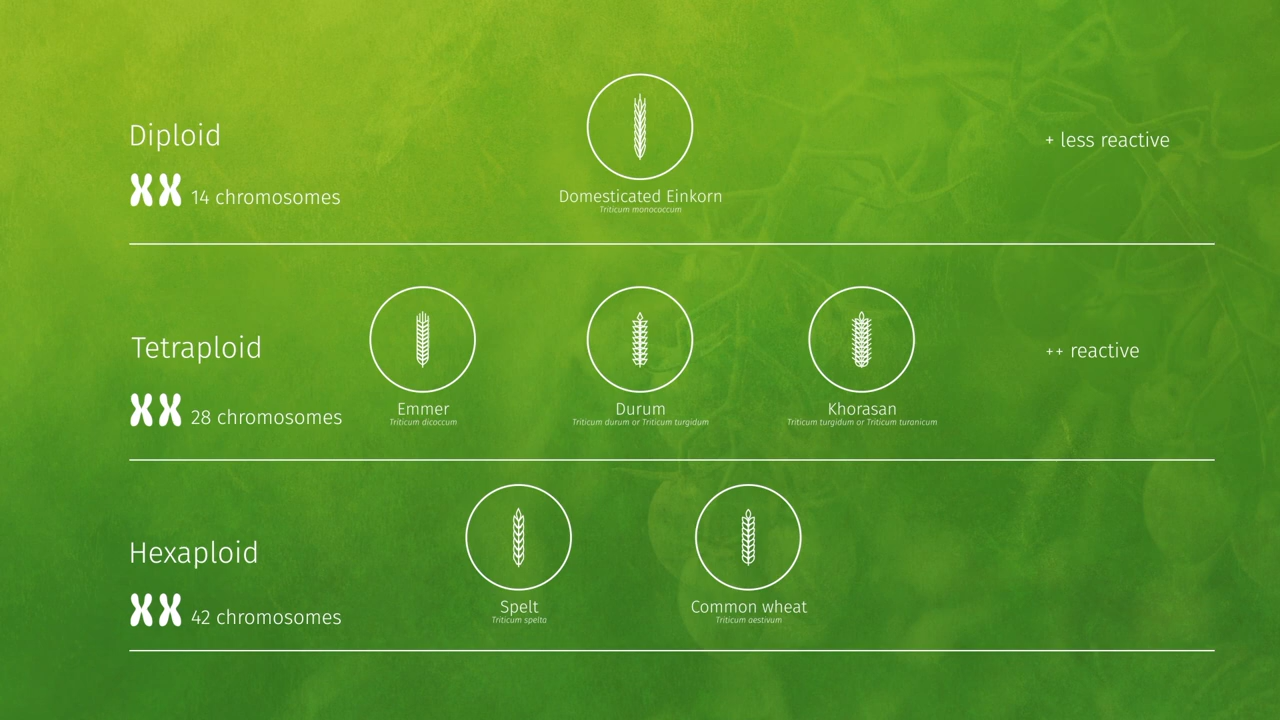 Diploid
14 chromosomes
Domesticated Einkorn
Triticum monococcum
+ less reactive
Tetraploid
28 chromosomes
Emmer
Triticum dicoccum
Durum
Triticum durum or Triticum turgidum
Khorasan
Triticum turgidum or Triticum turanicum
++ reactive
Hexaploid
42 chromosomes
Spelt
Triticum spelta
Common wheat
Triticum aestivum